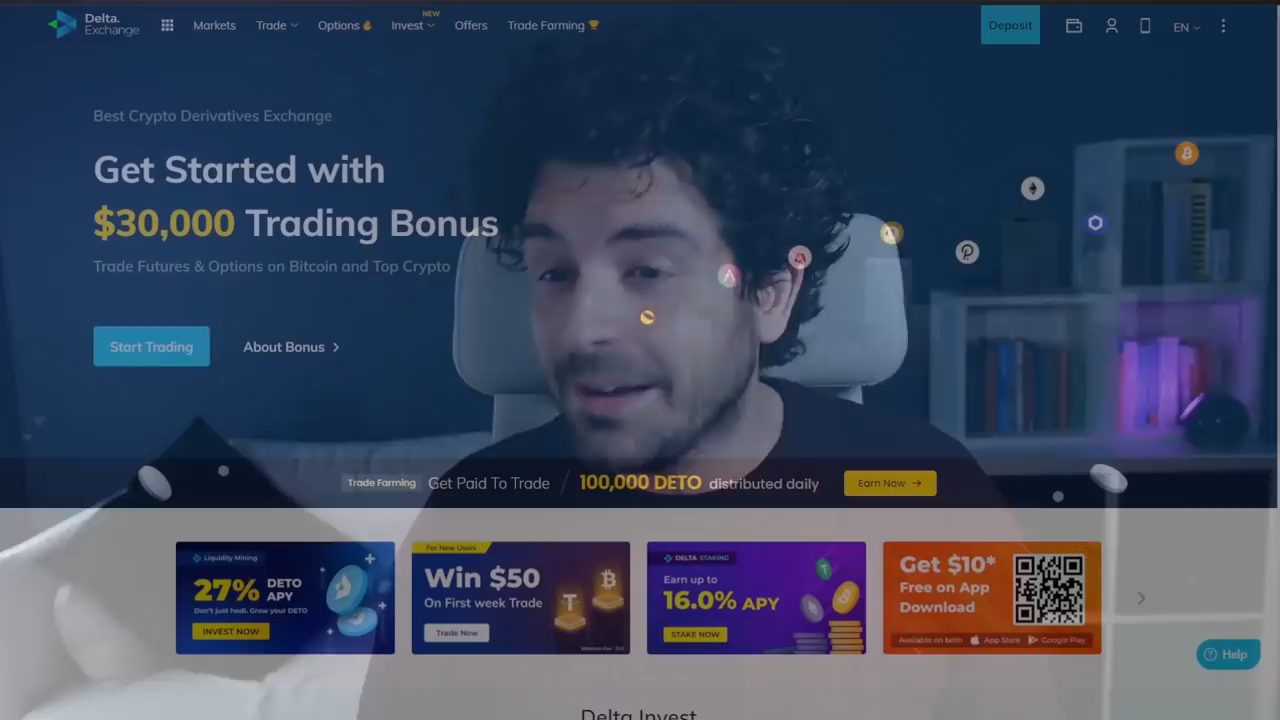 Delta.
Exchange
Markets
Trade
Options
Invest
NEW
Offers
Trade Farming
Deposit
EN
Best Crypto Derivatives Exchange
Get Started with
$30,000 Trading Bonus
Trade Futures & Options on Bitcoin and Top Crypto
Start Trading
About Bonus
Trade Farming
Get Paid To Trade
100,000 DETO distributed daily
Earn Now
Liquidity Mining
27% DETO APY
Don't just hodl. Grow your DETO
INVEST NOW
For New Users
Win $50
On First week Trade
Trade Now
DELTA STAKING
Earn up to
16.0% APY
STAKE NOW
Get $10*
Free on App
Download
Available on both App Store Google Play
Help
Delta Invest